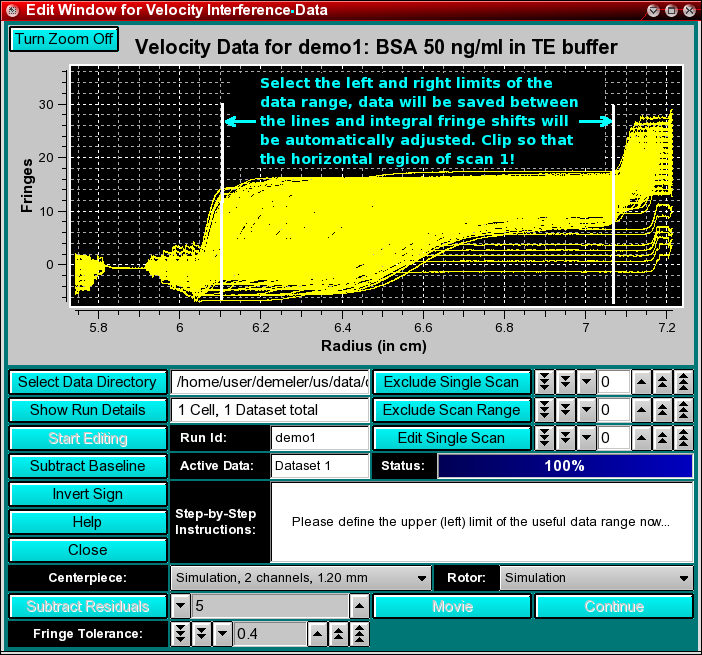 Edit Window for Velocity Interference-Data
Turn Zoom Off
Velocity Data for demo1: BSA 50 ng/ml in TE buffer
Select the left and right limits of the
data range, data will be saved between
the lines and integral fringe shifts will
be automatically adjusted. Clip so that
the horizontal region of scan 1!
Fringes
30
20
10
0
5.8 6 6.2 6.4 6.6 6.8 7 7.2
Radius (in cm)
Select Data Directory /home/user/demeler/us/data/ Exclude Single Scan 0
Show Run Details 1 Cell, 1 Dataset total Exclude Scan Range 0
Start Editing Run Id: demo1 Edit Single Scan 0
Subtract Baseline Active Data: Dataset 1 Status: 100%
Invert Sign
Help
Close
Step-by-Step
Instructions:
Please define the upper (left) limit of the useful data range now...
Centerpiece: Simulation, 2 channels, 1.20 mm Rotor: Simulation
Subtract Residuals 5 Movie Continue
Fringe Tolerance: 0.4